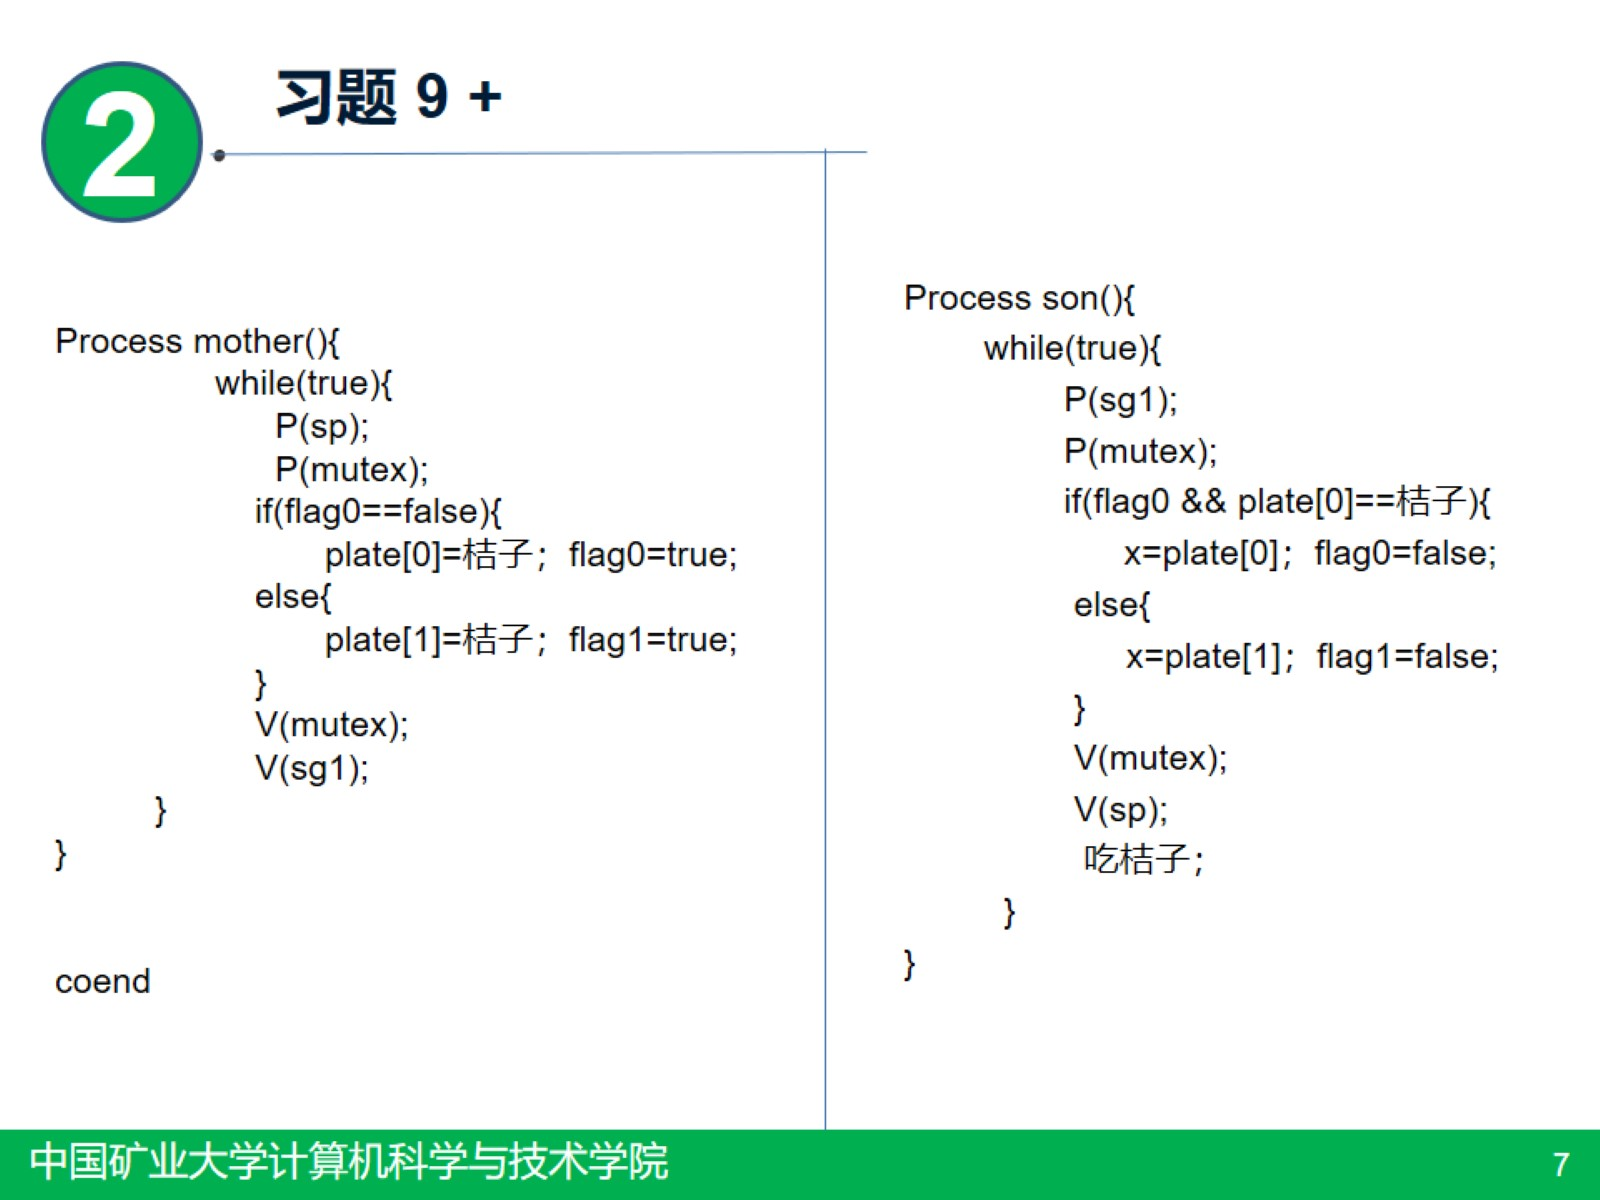 2
习题 9 +
Process mother(){
while(true){
P(sp);
P(mutex);
if(flag0==false){
plate[0]=桔子；flag0=true;
else{
plate[1]=桔子；flag1=true;
}
V(mutex);
V(sg1);
}
}
coend
Process son(){
while(true){
P(sg1);
P(mutex);
if(flag0 && plate[0]==桔子){
x=plate[0]；flag0=false;
else{
x=plate[1]；flag1=false;
}
V(mutex);
V(sp);
吃桔子；
}
}
中国矿业大学计算机科学与技术学院
7